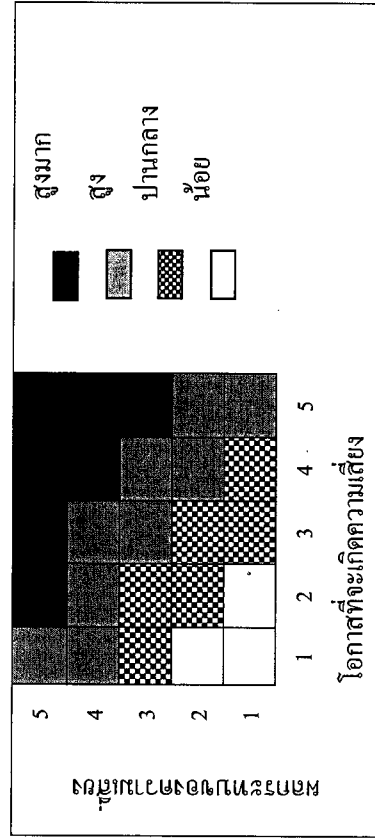 ผลกระทบของความเสี่ยง
5
4
3
2
1
1 2 3 4 5
โอกาสที่จะเกิดความเสี่ยง
สูงมาก
สูง
ปานกลาง
น้อย